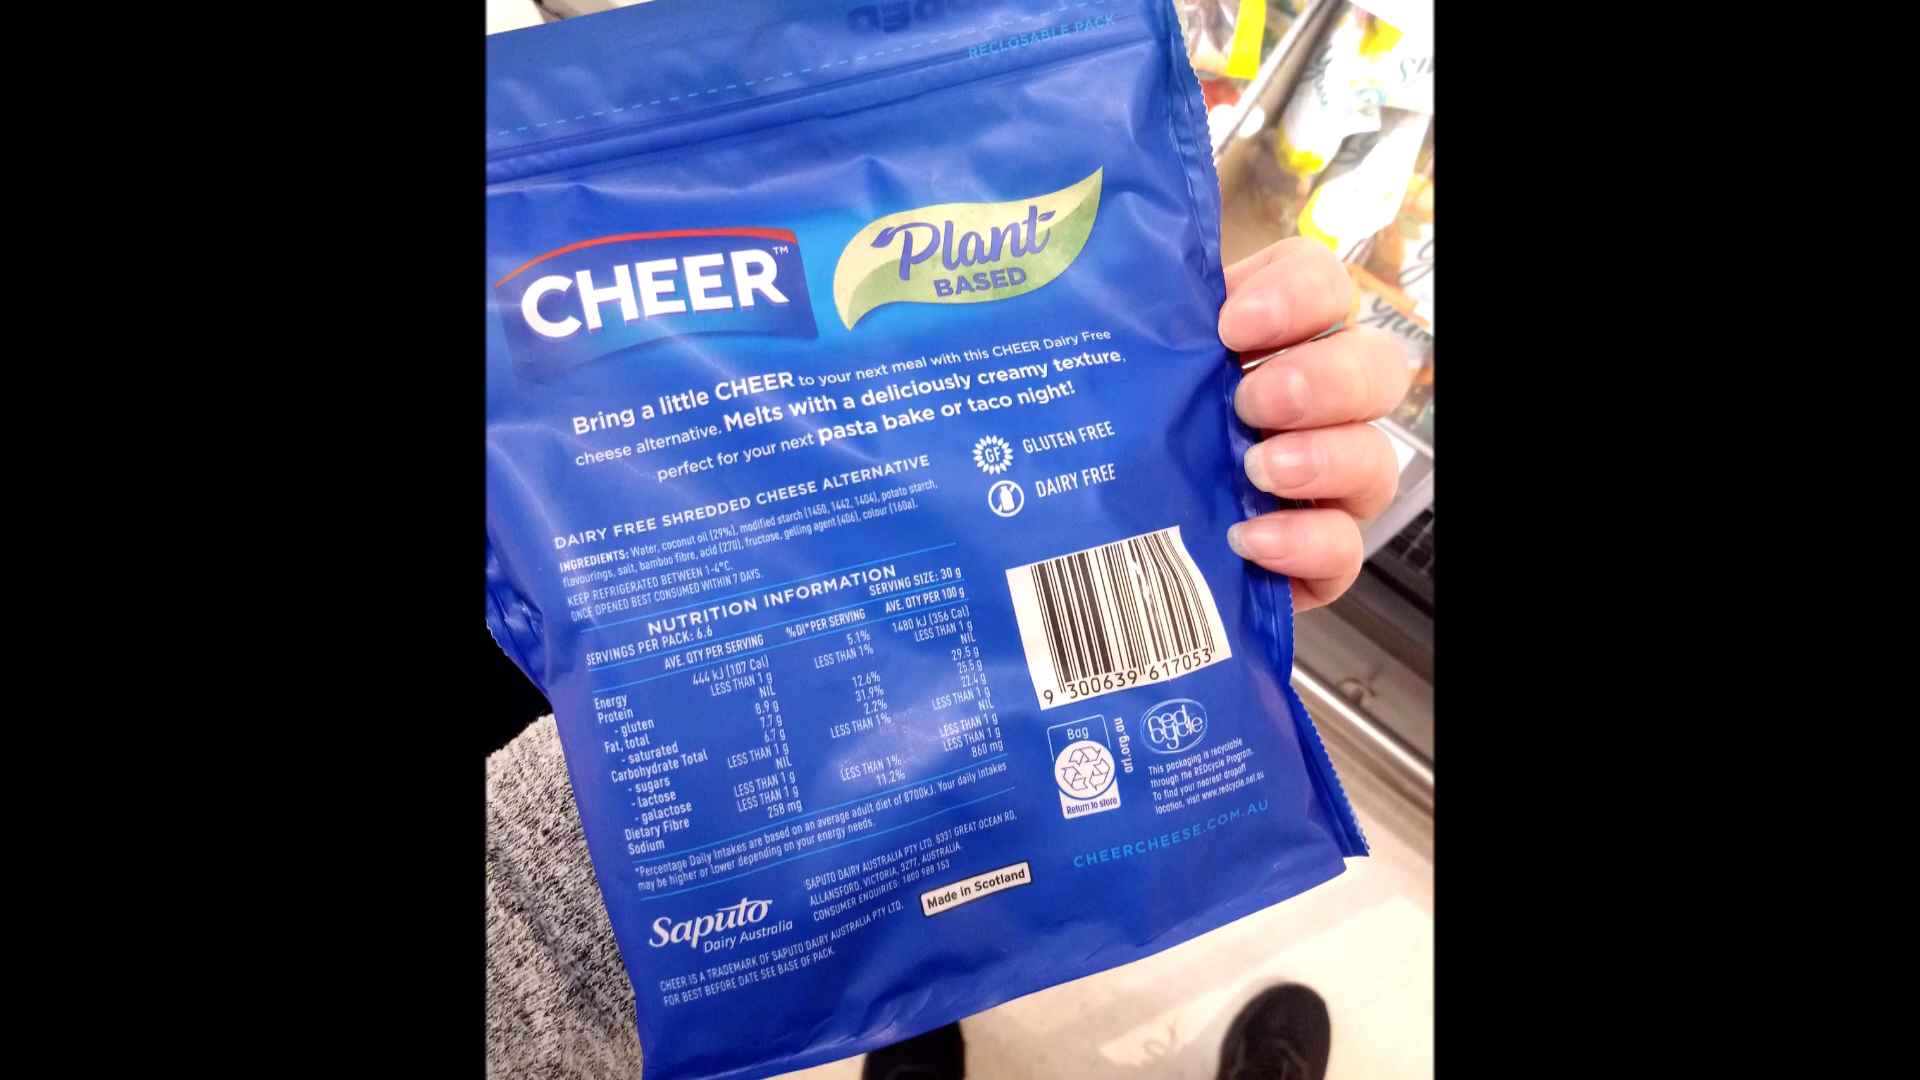 RECLOSABLE PACK
CHEER™
Plant
BASED
Bring a little CHEER to your next meal with this CHEER Dairy Free
cheese alternative. Melts with a deliciously creamy texture,
perfect for your next pasta bake or taco night!
GF GLUTEN FREE
DAIRY FREE
DAIRY FREE SHREDDED CHEESE ALTERNATIVE
INGREDIENTS: Water, coconut oil (29%), modified starch (1450, 1442, 1404), potato starch,
flavourings, salt, bamboo fibre, acid (270), fructose, gelling agent (406), colour (160a).
KEEP REFRIGERATED BETWEEN 1-4°C.
ONCE OPENED BEST CONSUMED WITHIN 7 DAYS.
NUTRITION INFORMATION
SERVINGS PER PACK: 6.6 SERVING SIZE: 30 g
AVE. QTY PER SERVING %DI* PER SERVING AVE. QTY PER 100 g
Energy 444 kJ (107 Cal) 5.1% 1480 kJ (356 Cal)
Protein LESS THAN 1 g LESS THAN 1% LESS THAN 1 g
- gluten NIL NIL
Fat, total 8.9 g 12.6% 29.5 g
- saturated 7.7 g 31.9% 25.5 g
Carbohydrate Total 6.7 g 2.2% 22.4 g
- sugars LESS THAN 1 g LESS THAN 1% LESS THAN 1 g
- lactose NIL NIL
- galactose LESS THAN 1 g LESS THAN 1 g
Dietary Fibre LESS THAN 1 g LESS THAN 1% LESS THAN 1 g
Sodium 258 mg 11.2% 860 mg
*Percentage Daily Intakes are based on an average adult diet of 8700kJ. Your daily intakes
may be higher or lower depending on your energy needs.
9 300639 617053
Bag
Return to store
arl.org.au
red
cycle
This packaging is recyclable
through the REDcycle Program.
To find your nearest dropoff
location, visit www.redcycle.net.au
CHEERCHEESE.COM.AU
Saputo
Dairy Australia
SAPUTO DAIRY AUSTRALIA PTY LTD. 5331 GREAT OCEAN RD,
ALLANSFORD, VICTORIA, 3277, AUSTRALIA.
CONSUMER ENQUIRIES: 1800 988 153
Made in Scotland
CHEER IS A TRADEMARK OF SAPUTO DAIRY AUSTRALIA PTY LTD.
FOR BEST BEFORE DATE SEE BASE OF PACK.